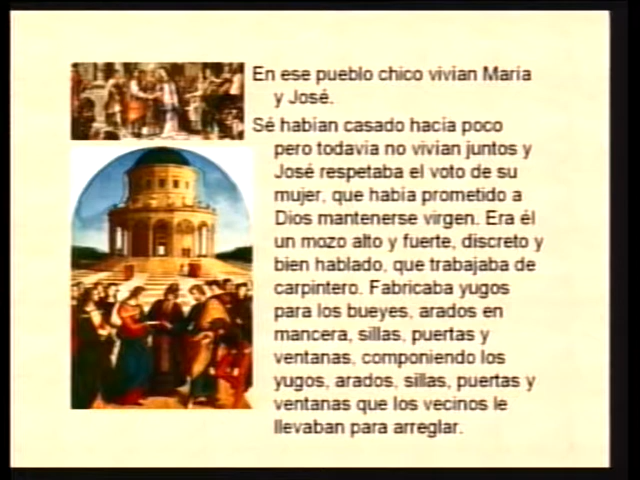 En ese pueblo chico vivían María
y José.
Sé habían casado hacía poco
pero todavía no vivían juntos y
José respetaba el voto de su
mujer, que había prometido a
Dios mantenerse virgen. Era él
un mozo alto y fuerte, discreto y
bien hablado, que trabajaba de
carpintero. Fabricaba yugos
para los bueyes, arados en
mancera, sillas, puertas y
ventanas, componiendo los
yugos, arados, sillas, puertas y
ventanas que los vecinos le
llevaban para arreglar.